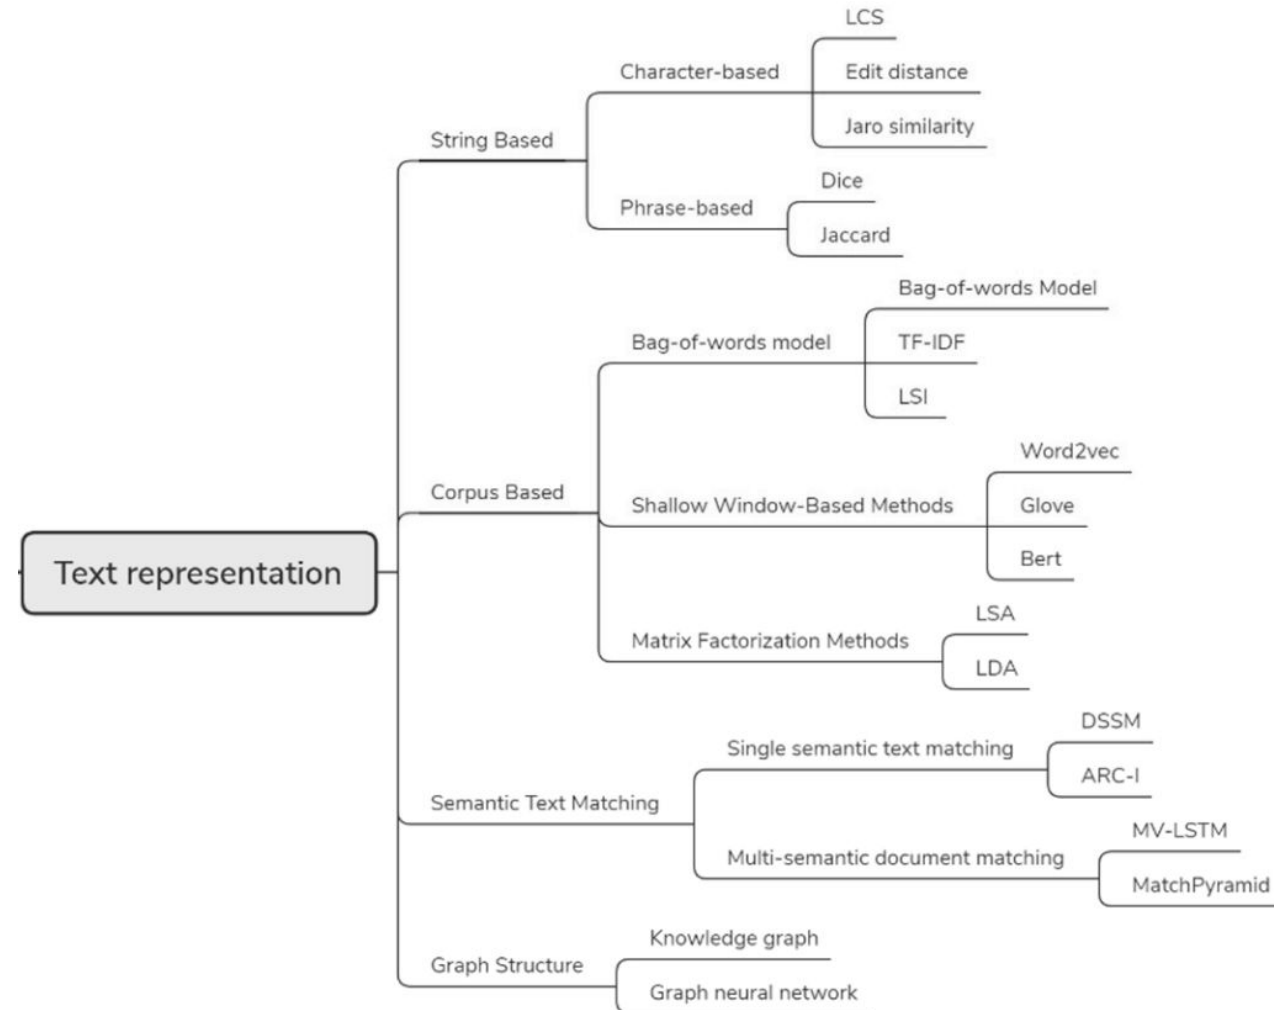 LCS
Character-based
Edit distance
Jaro similarity
String Based
Dice
Phrase-based
Jaccard
Bag-of-words Model
Bag-of-words model
TF-IDF
LSI
Word2vec
Corpus Based
Shallow Window-Based Methods
Glove
Bert
Text representation
LSA
Matrix Factorization Methods
LDA
DSSM
Single semantic text matching
ARC-I
Semantic Text Matching
MV-LSTM
Multi-semantic document matching
MatchPyramid
Knowledge graph
Graph Structure
Graph neural network